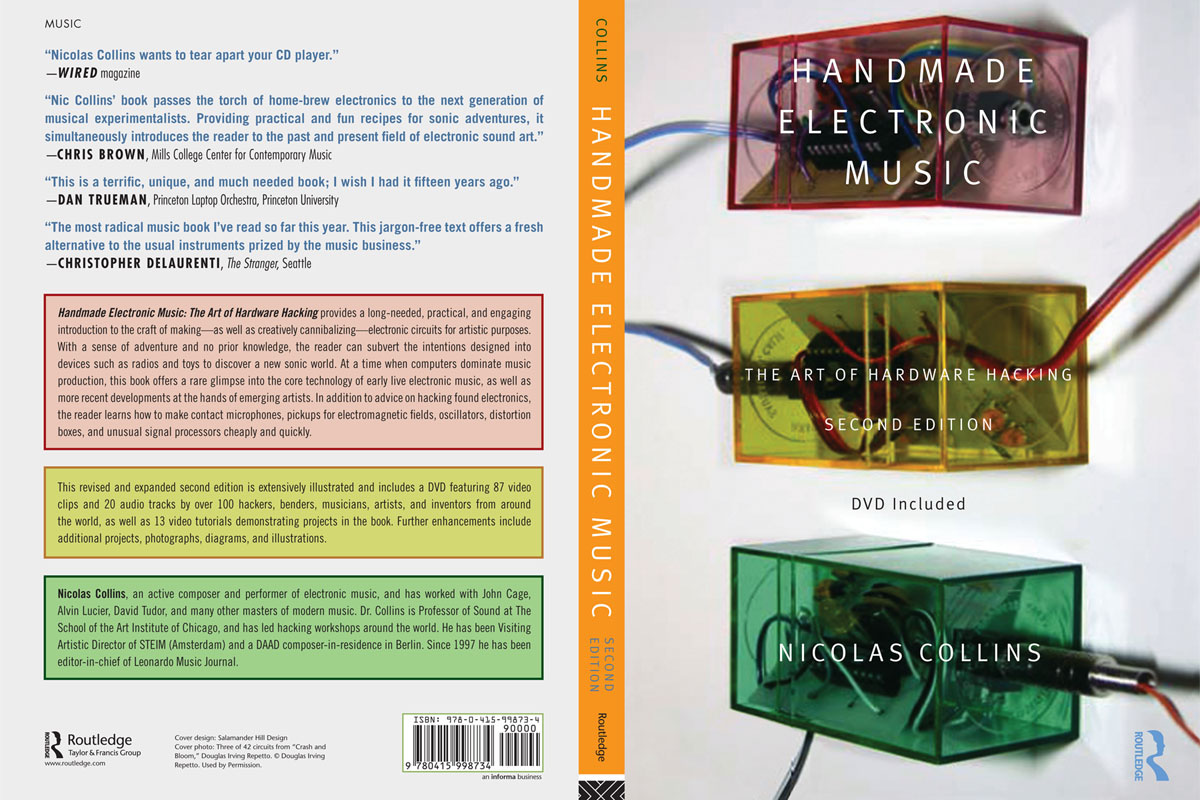 MUSIC
“Nicolas Collins wants to tear apart your CD player.”
—WIRED magazine
“Nic Collins’ book passes the torch of home-brew electronics to the next generation of
musical experimentalists. Providing practical and fun recipes for sonic adventures, it
simultaneously introduces the reader to the past and present field of electronic sound art.”
—CHRIS BROWN, Mills College Center for Contemporary Music
“This is a terrific, unique, and much needed book; I wish I had it fifteen years ago.”
—DAN TRUEMAN, Princeton Laptop Orchestra, Princeton University
“The most radical music book I’ve read so far this year. This jargon-free text offers a fresh
alternative to the usual instruments prized by the music business.”
—CHRISTOPHER DELAURENTI, The Stranger, Seattle
Handmade Electronic Music: The Art of Hardware Hacking provides a long-needed, practical, and engaging
introduction to the craft of making—as well as creatively cannibalizing—electronic circuits for artistic purposes.
With a sense of adventure and no prior knowledge, the reader can subvert the intentions designed into
devices such as radios and toys to discover a new sonic world. At a time when computers dominate music
production, this book offers a rare glimpse into the core technology of early live electronic music, as well as
more recent developments at the hands of emerging artists. In addition to advice on hacking found electronics,
the reader learns how to make contact microphones, pickups for electromagnetic fields, oscillators, distortion
boxes, and unusual signal processors cheaply and quickly.
This revised and expanded second edition is extensively illustrated and includes a DVD featuring 87 video
clips and 20 audio tracks by over 100 hackers, benders, musicians, artists, and inventors from around
the world, as well as 13 video tutorials demonstrating projects in the book. Further enhancements include
additional projects, photographs, diagrams, and illustrations.
Nicolas Collins, an active composer and performer of electronic music, and has worked with John Cage,
Alvin Lucier, David Tudor, and many other masters of modern music. Dr. Collins is Professor of Sound at The
School of the Art Institute of Chicago, and has led hacking workshops around the world. He has been Visiting
Artistic Director of STEIM (Amsterdam) and a DAAD composer-in-residence in Berlin. Since 1997 he has been
editor-in-chief of Leonardo Music Journal.
ROUTLEDGE
Routledge
Taylor & Francis Group
www.routledge.com
Cover design: Salamander Hill Design
Cover photo: Three of 42 circuits from “Crash and
Bloom,” Douglas Irving Repetto. © Douglas Irving
Repetto. Used by Permission.
ISBN: 978-0-415-99873-4
90000
9 780415 998734
an informa business
COLLINS
HANDMADE ELECTRONIC MUSIC
SECOND
EDITION
Routledge
HANDMADE
ELECTRONIC
MUSIC
THE ART OF HARDWARE HACKING
SECOND EDITION
DVD Included
NICOLAS COLLINS
ROUTLEDGE